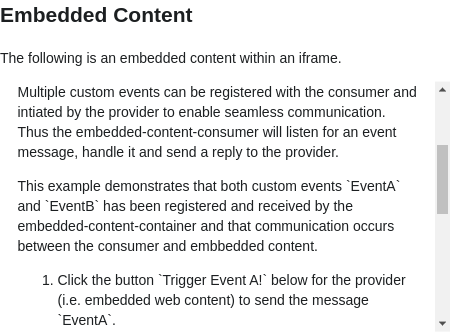 Embedded Content
The following is an embedded content within an iframe.
Multiple custom events can be registered with the consumer and
intiated by the provider to enable seamless communication.
Thus the embedded-content-consumer will listen for an event
message, handle it and send a reply to the provider.
This example demonstrates that both custom events `EventA`
and `EventB` has been registered and received by the
embedded-content-container and that communication occurs
between the consumer and embbedded content.
1. Click the button `Trigger Event A!` below for the provider
(i.e. embedded web content) to send the message
`EventA`.